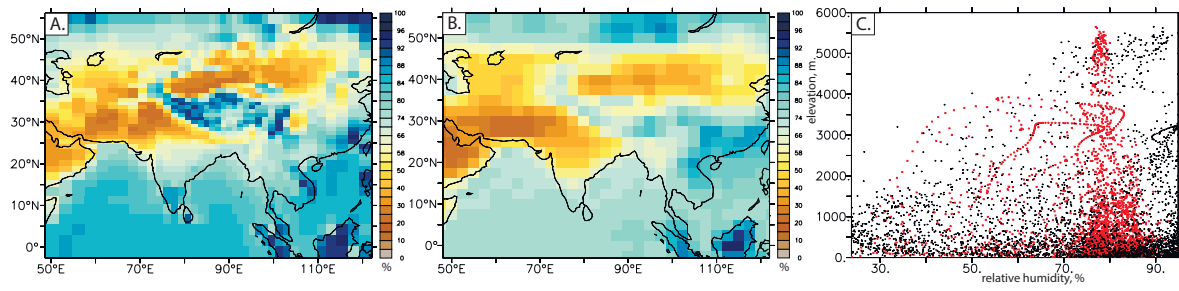 A.
50°N
40°N
30°N
20°N
10°N
0°
50°E
70°E
90°E
110°E
100
96
92
88
84
80
74
66
58
50
40
30
20
10
0
%
B.
50°N
40°N
30°N
20°N
10°N
0°
50°E
70°E
90°E
110°E
100
96
92
88
84
80
74
66
58
50
40
30
20
10
0
%
C.
elevation, m.
6000
5000
4000
3000
2000
1000
0.
30.
50.
70.
90.
relative humidity, %